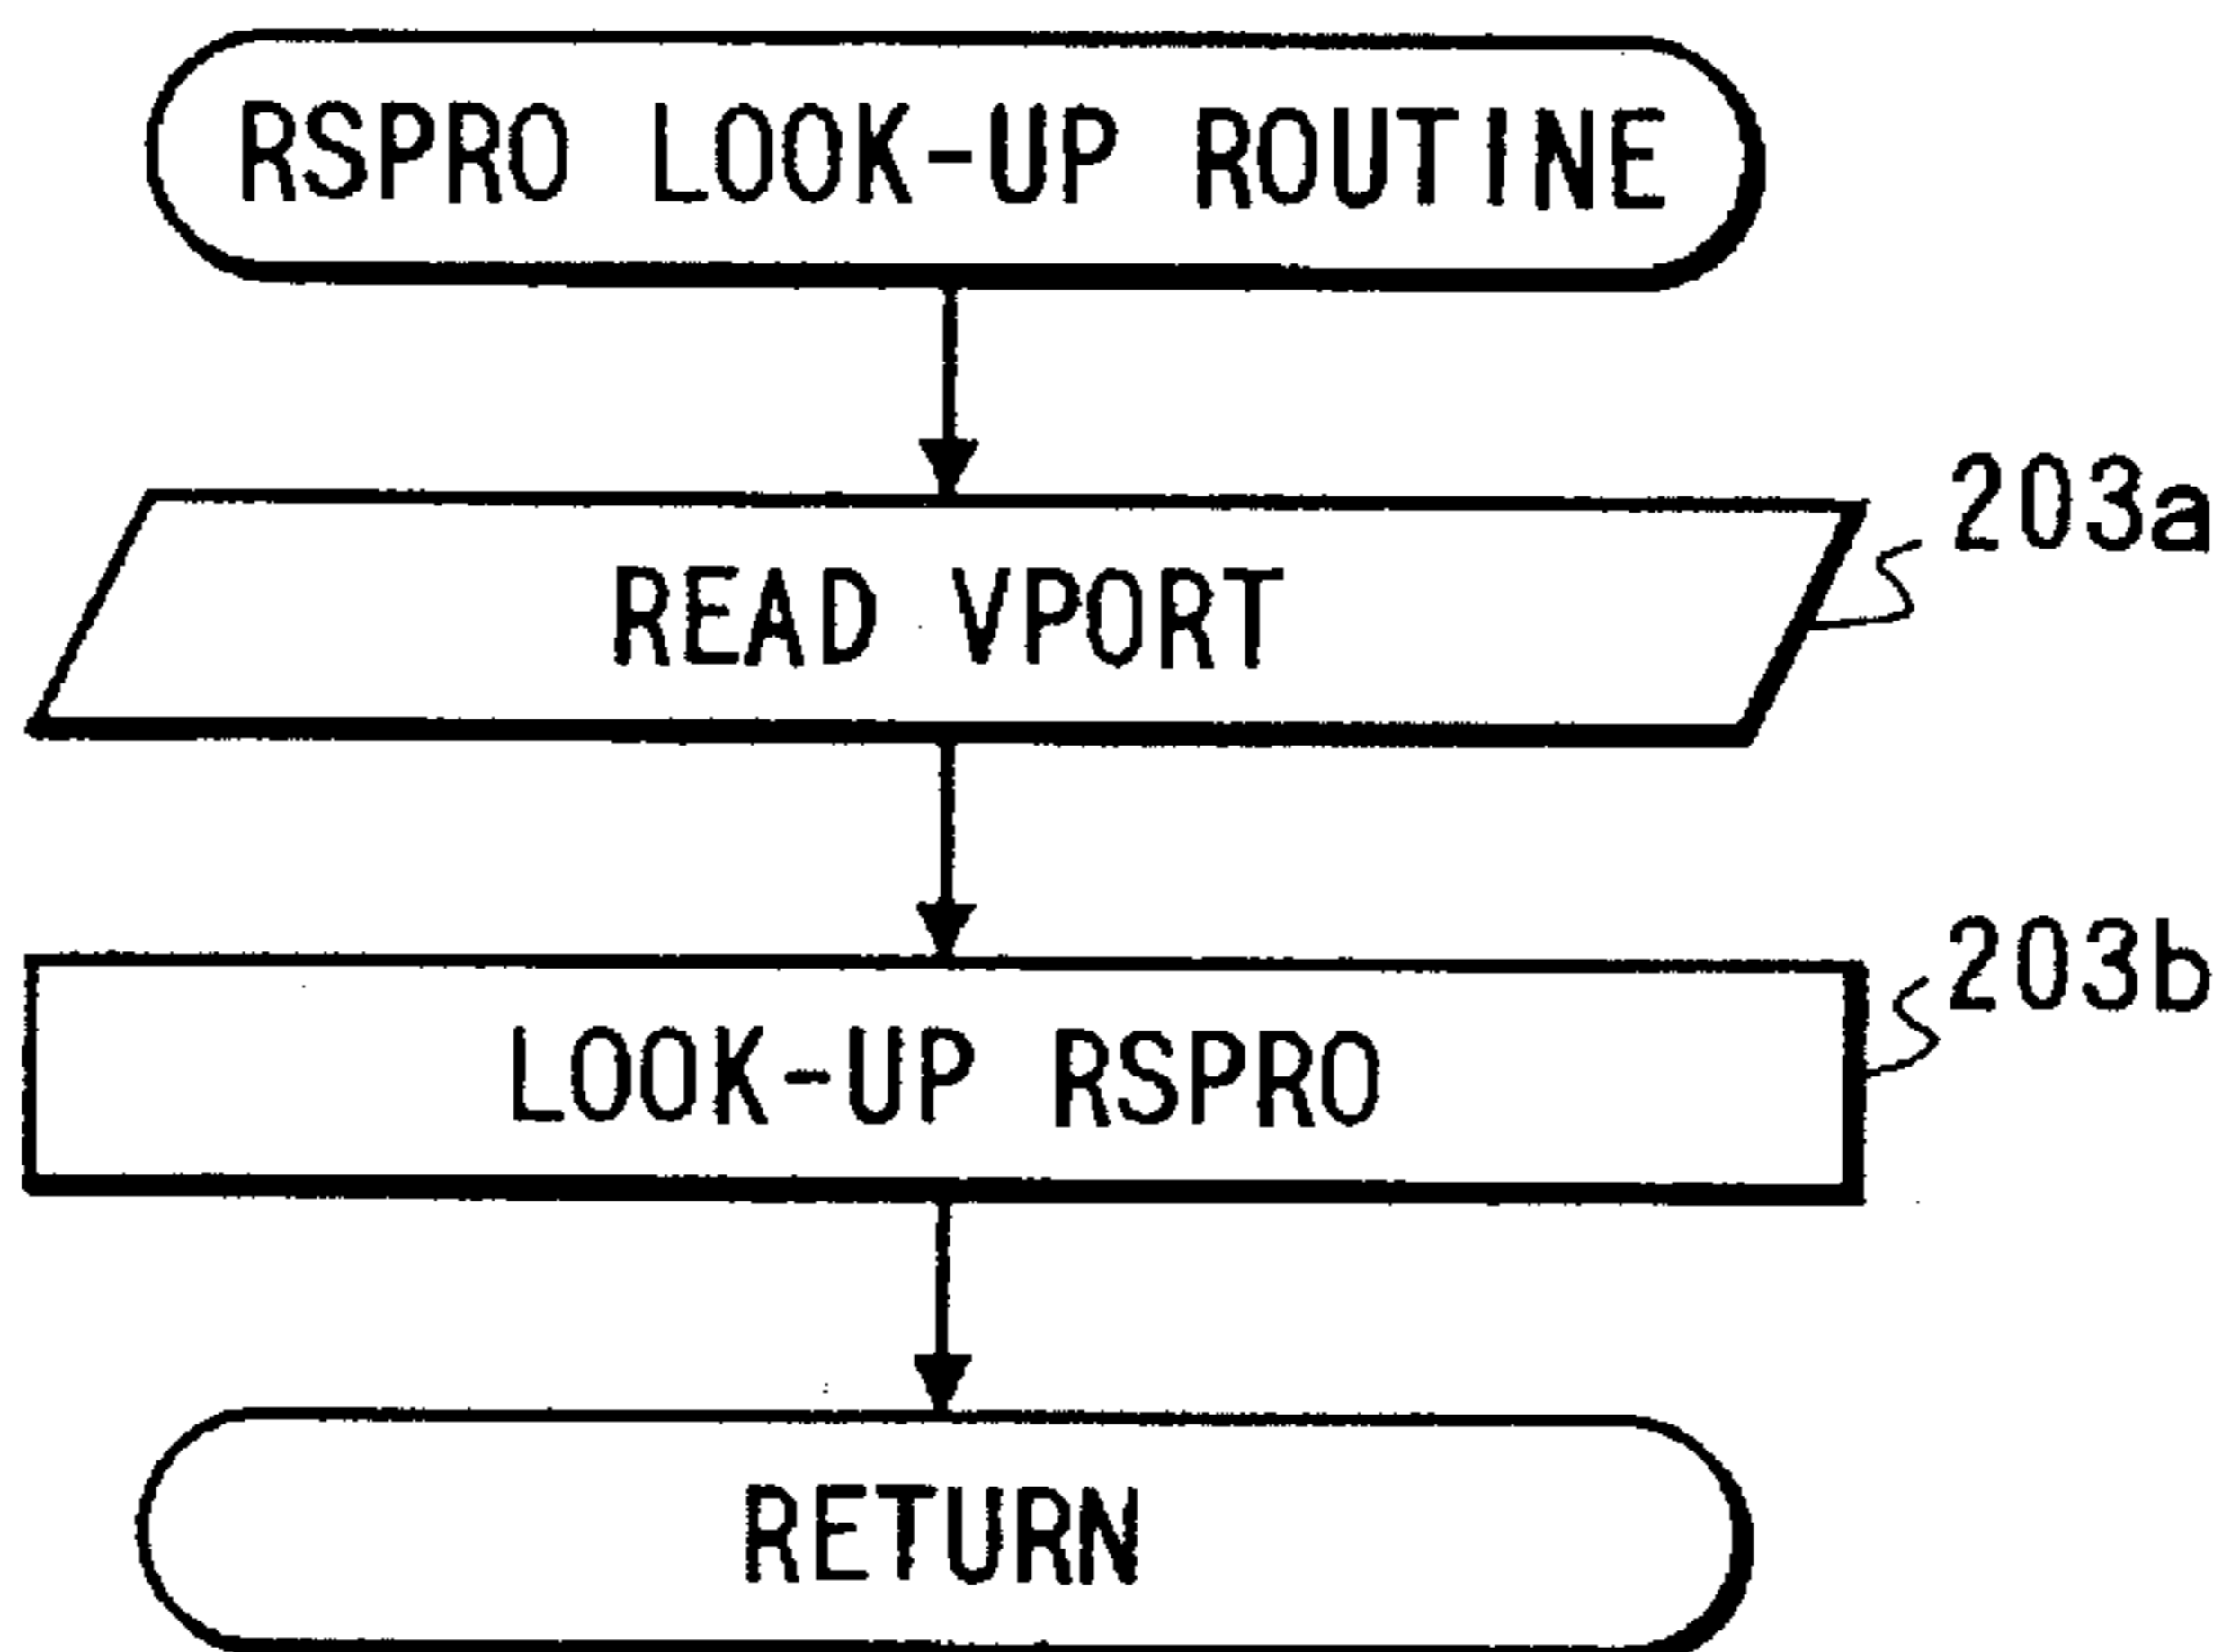 RSPRO LOOK-UP ROUTINE
203a
READ VPORT
203b
LOOK-UP RSPRO
RETURN